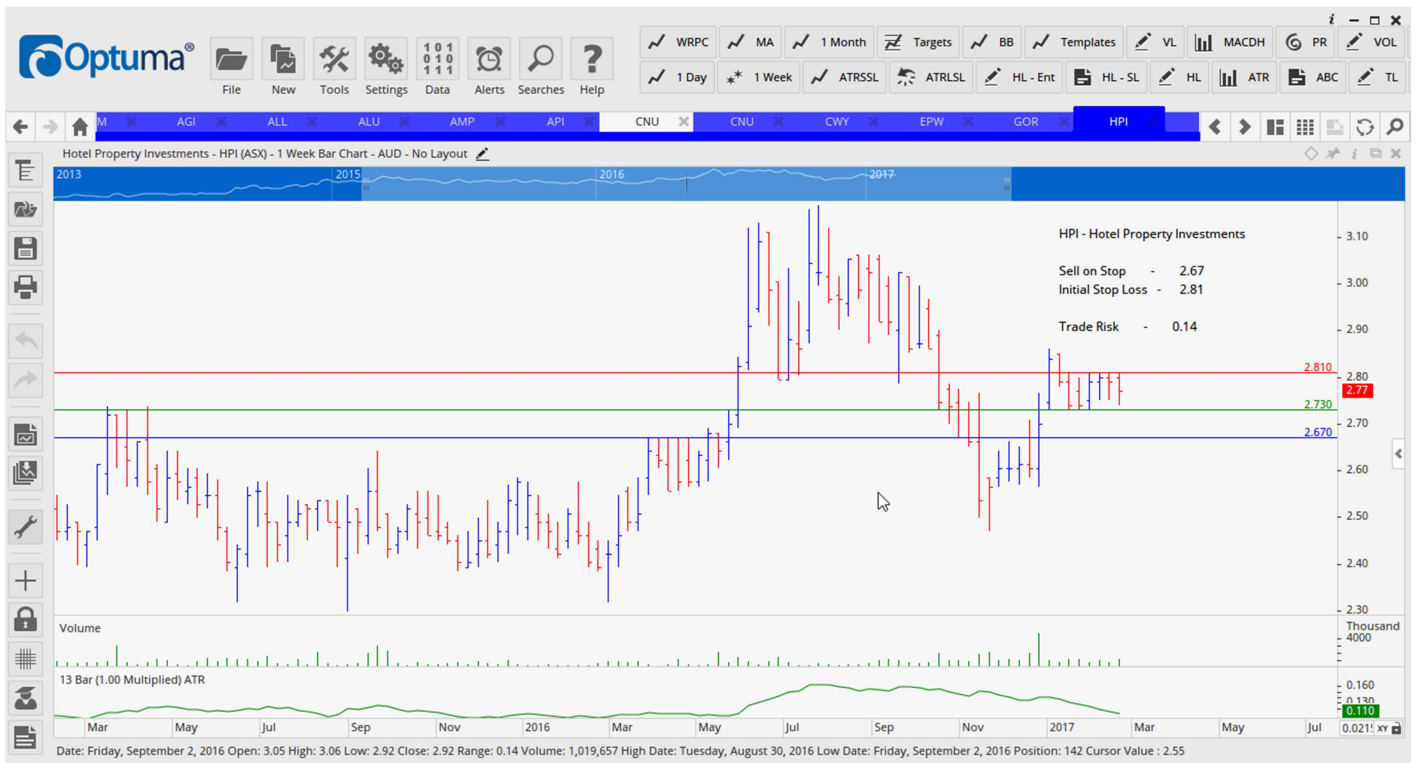 i
Optuma®
File New Tools Settings Data Alerts Searches Help
101
010
111
WRPC MA 1 Month Targets BB Templates VL MACDH PR VOL
1 Day 1 Week ATRSSL ATRLSL HL - Ent HL - SL HL ATR ABC TL
M AGI ALL ALU AMP API CNU CNU CWY EPW GOR HPI
Hotel Property Investments - HPI (ASX) - 1 Week Bar Chart - AUD - No Layout
2013 2015 2016 2017
HPI - Hotel Property Investments
Sell on Stop - 2.67
Initial Stop Loss - 2.81
Trade Risk - 0.14
3.10
3.00
2.90
2.810
2.80
2.77
2.730
2.70
2.670
2.60
2.50
2.40
2.30
Volume
Thousand
4000
13 Bar (1.00 Multiplied) ATR
0.160
0.130
0.110
Mar May Jul Sep Nov 2016 Mar May Jul Sep Nov 2017 Mar May Jul 0.021 XY
Date: Friday, September 2, 2016 Open: 3.05 High: 3.06 Low: 2.92 Close: 2.92 Range: 0.14 Volume: 1,019,657 High Date: Tuesday, August 30, 2016 Low Date: Friday, September 2, 2016 Position: 142 Cursor Value : 2.55